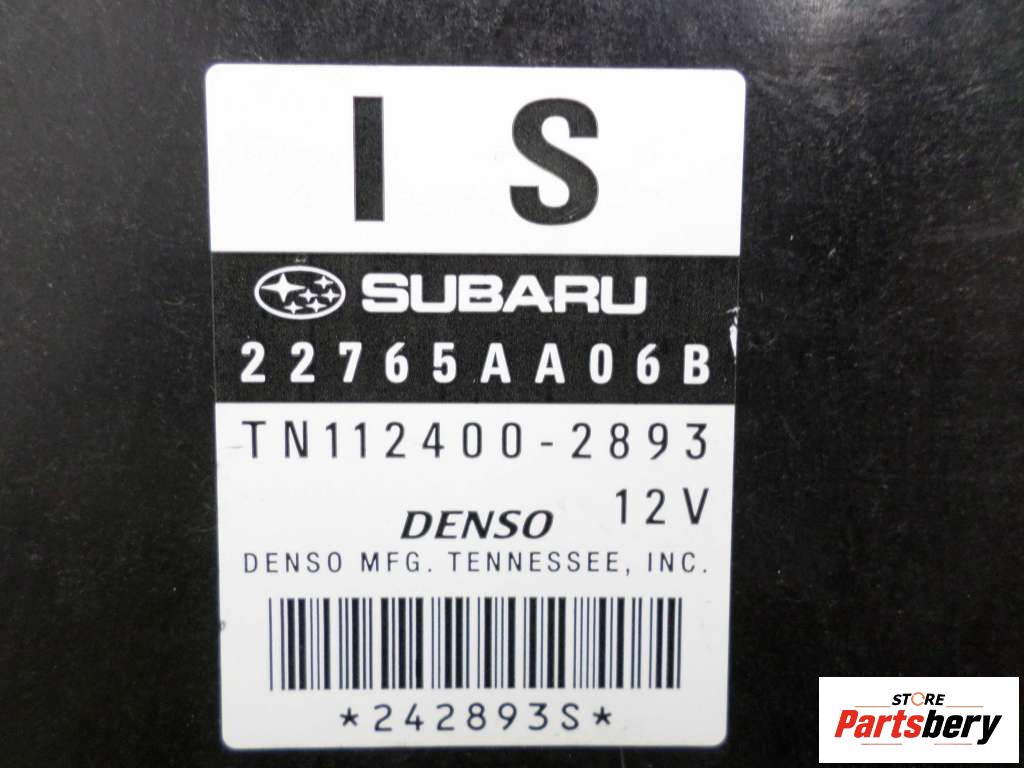 I S
SUBARU
22765AA06B
TN112400-2893
12V
DENSO
DENSO MFG. TENNESSEE, INC.
*242893S*
STORE
Partsbery